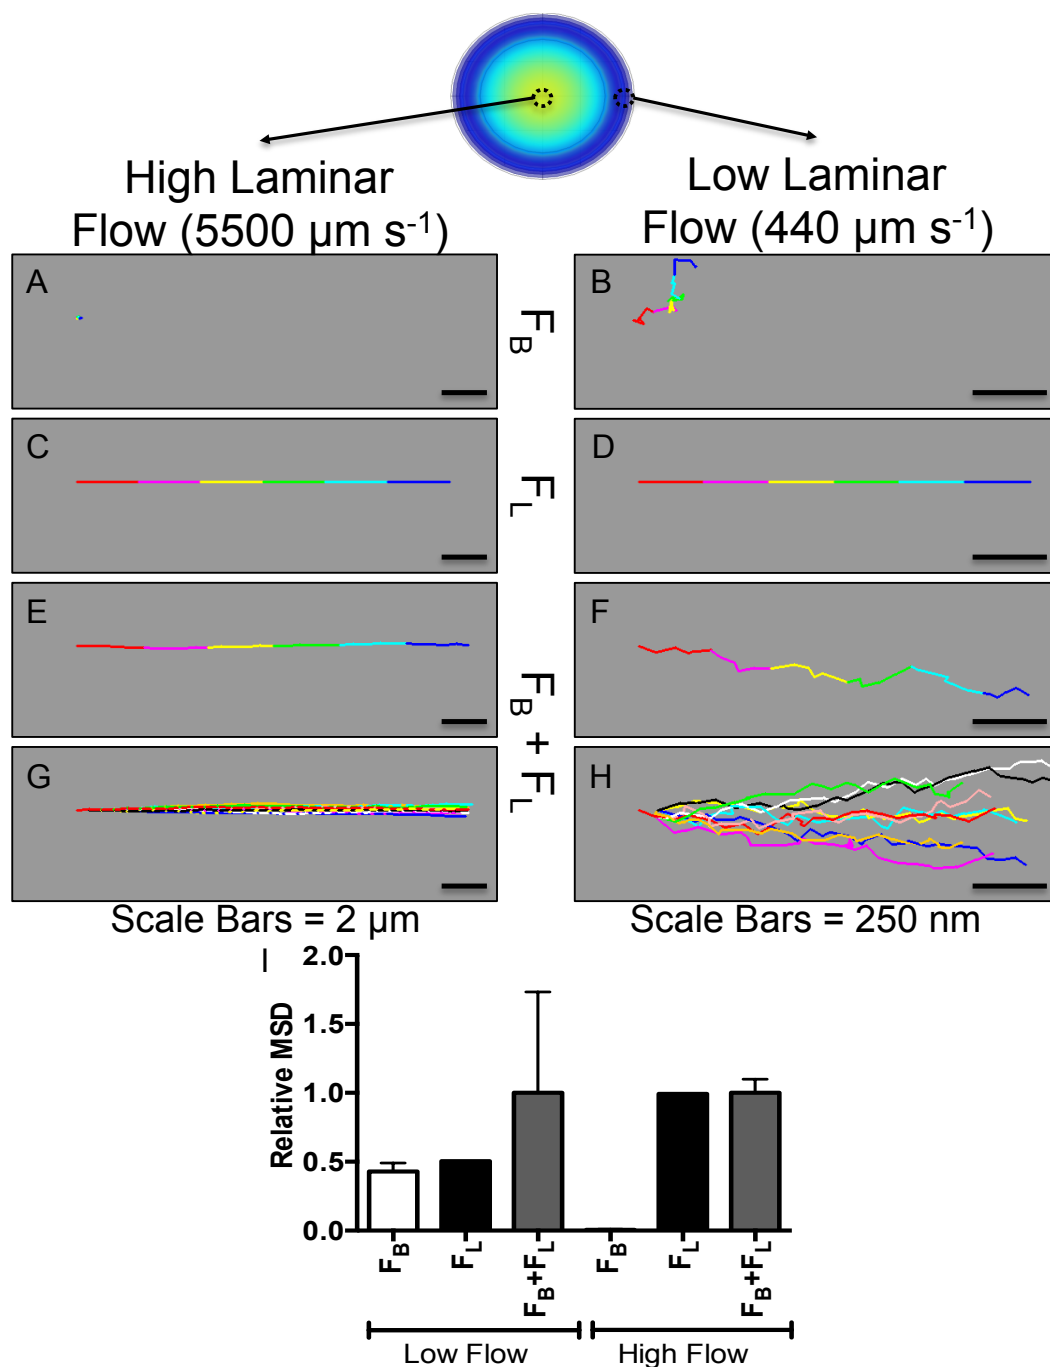 High Laminar
Flow (5500 µm s-1)
Low Laminar
Flow (440 µm s-1)
A
FB
B
C
FL
D
E
FB + FL
F
G
H
Scale Bars = 2 µm
Scale Bars = 250 nm
I
Relative MSD
2.0
1.5
1.0
0.5
0.0
FB
FL
FB+FL
FB
FL
FB+FL
Low Flow
High Flow